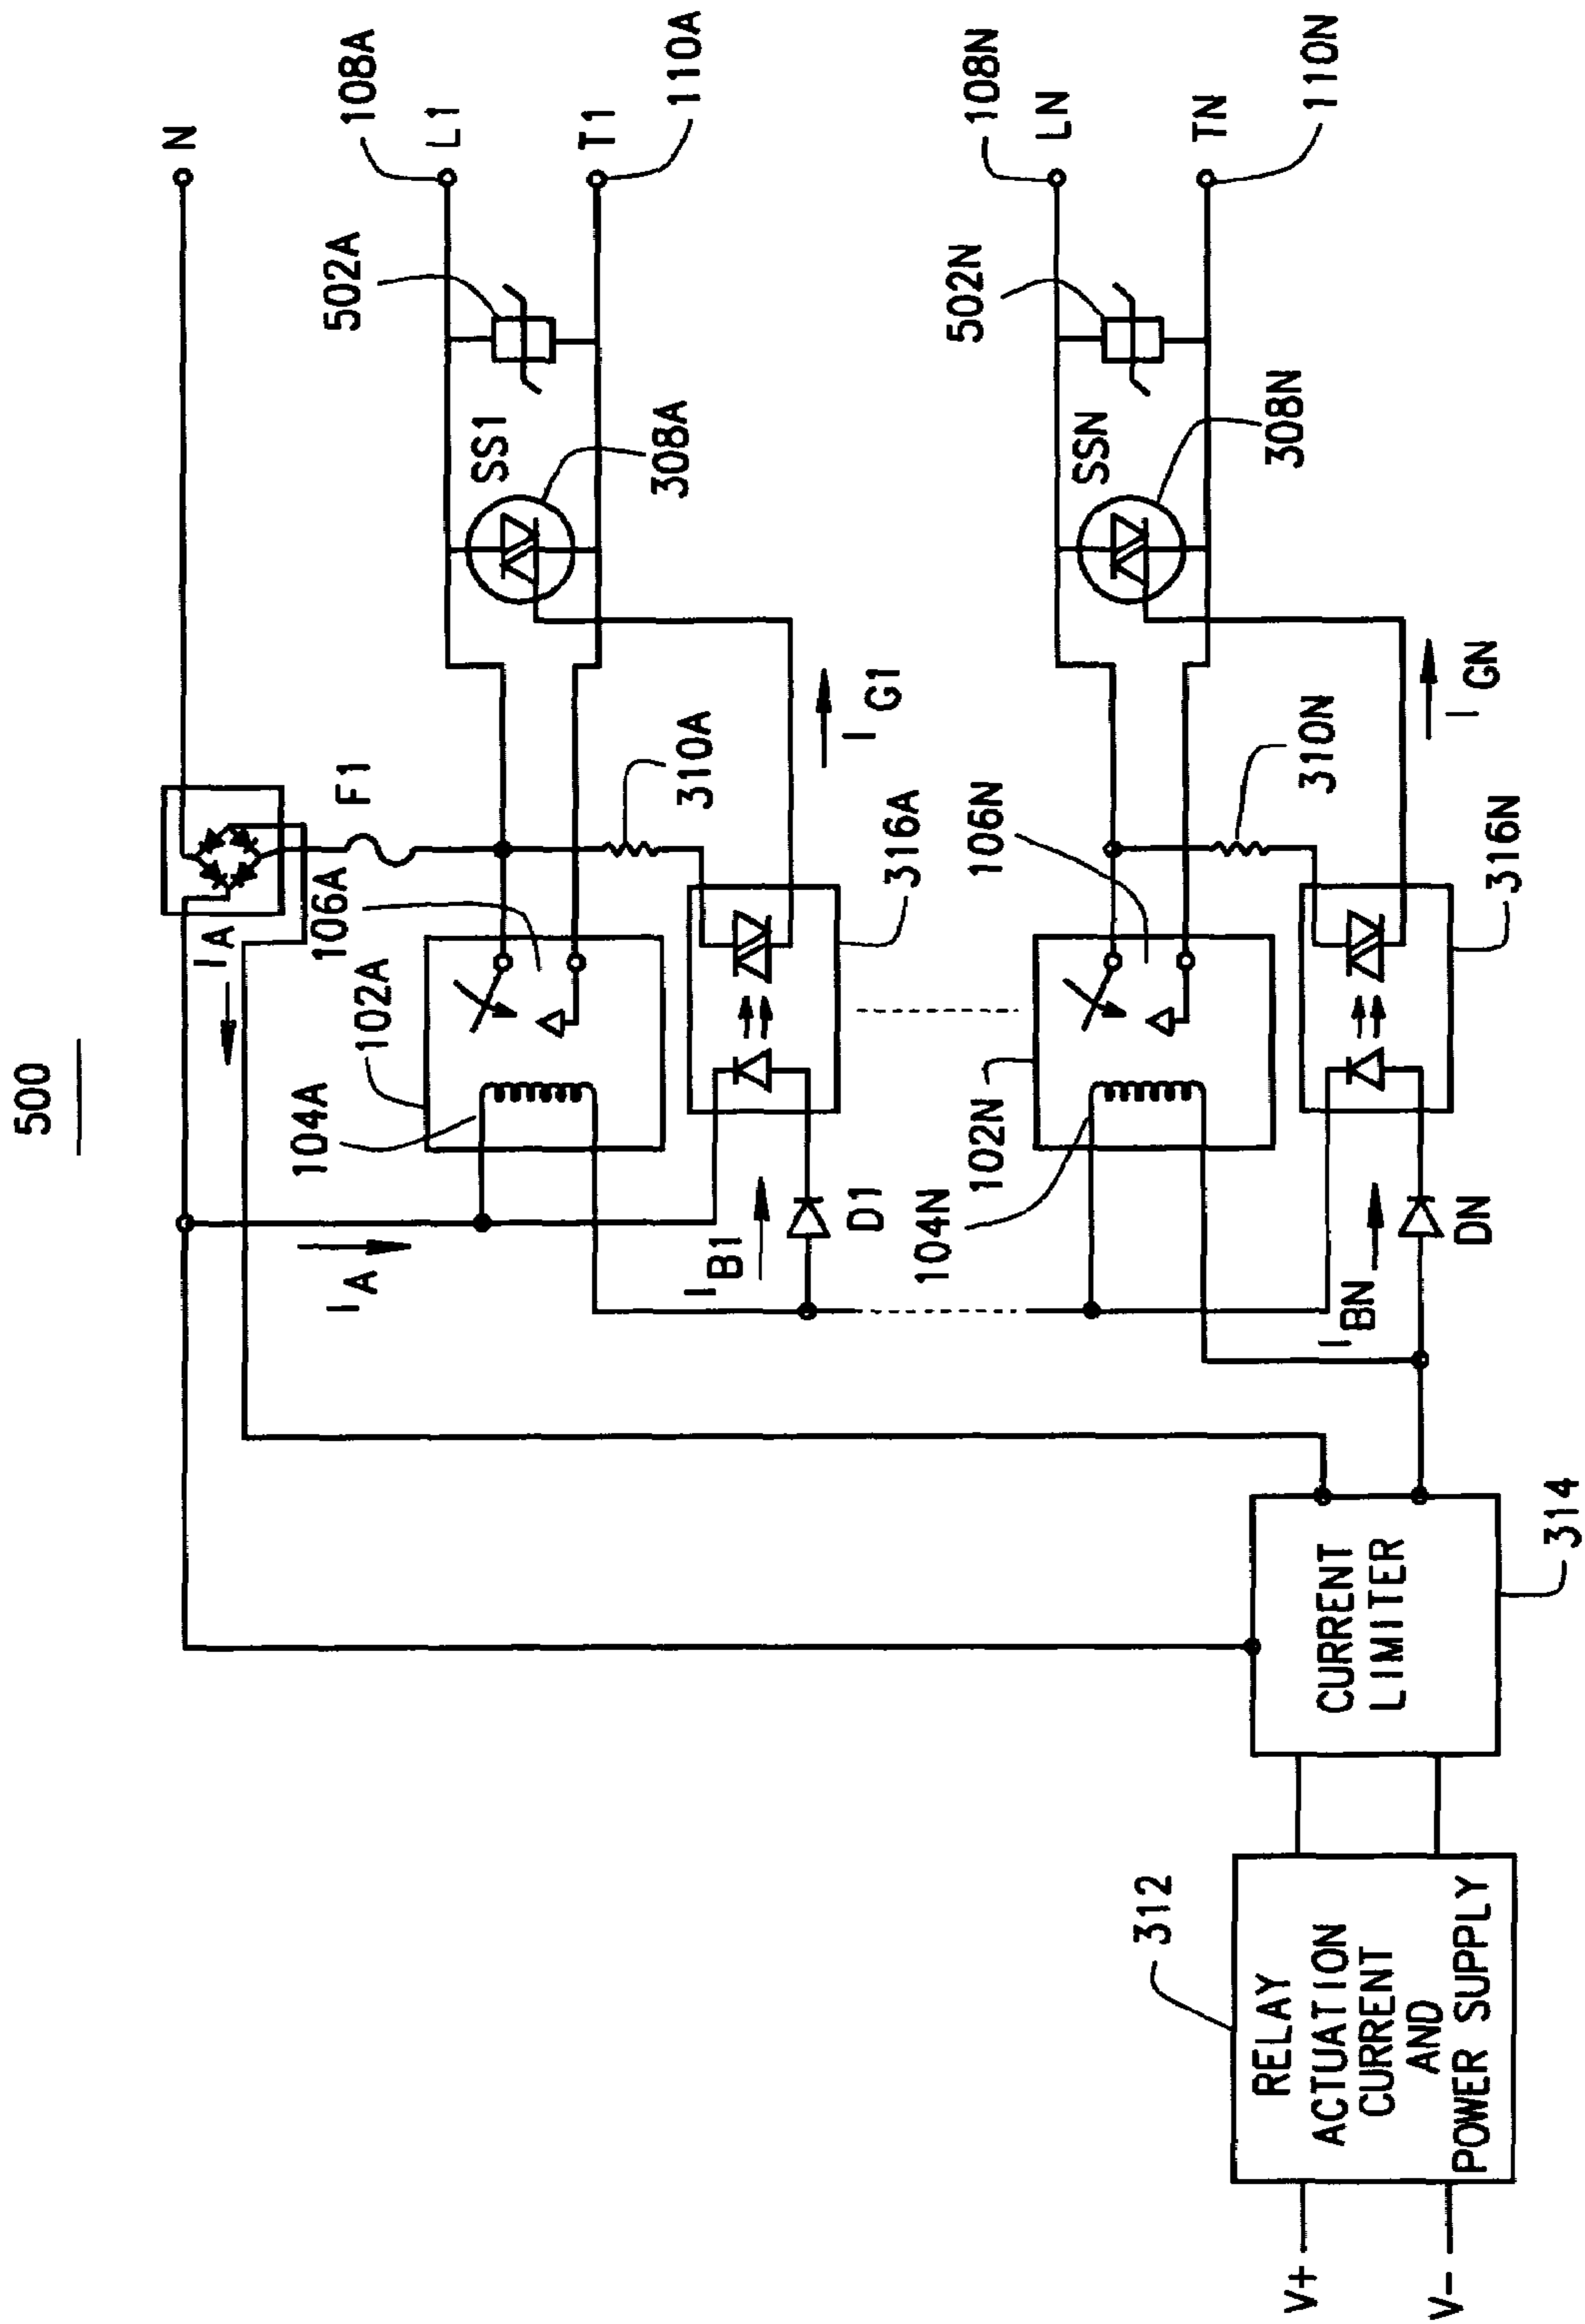 500
N
108A
L1
T1
110A
502A
SS1
308A
F1
I A
106A
102A
104A
I A
310A
I G1
316A
I B1
D1
108N
LN
TN
110N
502N
SSN
308N
106N
102N
104N
310N
I GN
316N
I BN
DN
CURRENT
LIMITER
314
312
RELAY
ACTUATION
CURRENT
AND
POWER SUPPLY
V+
V-